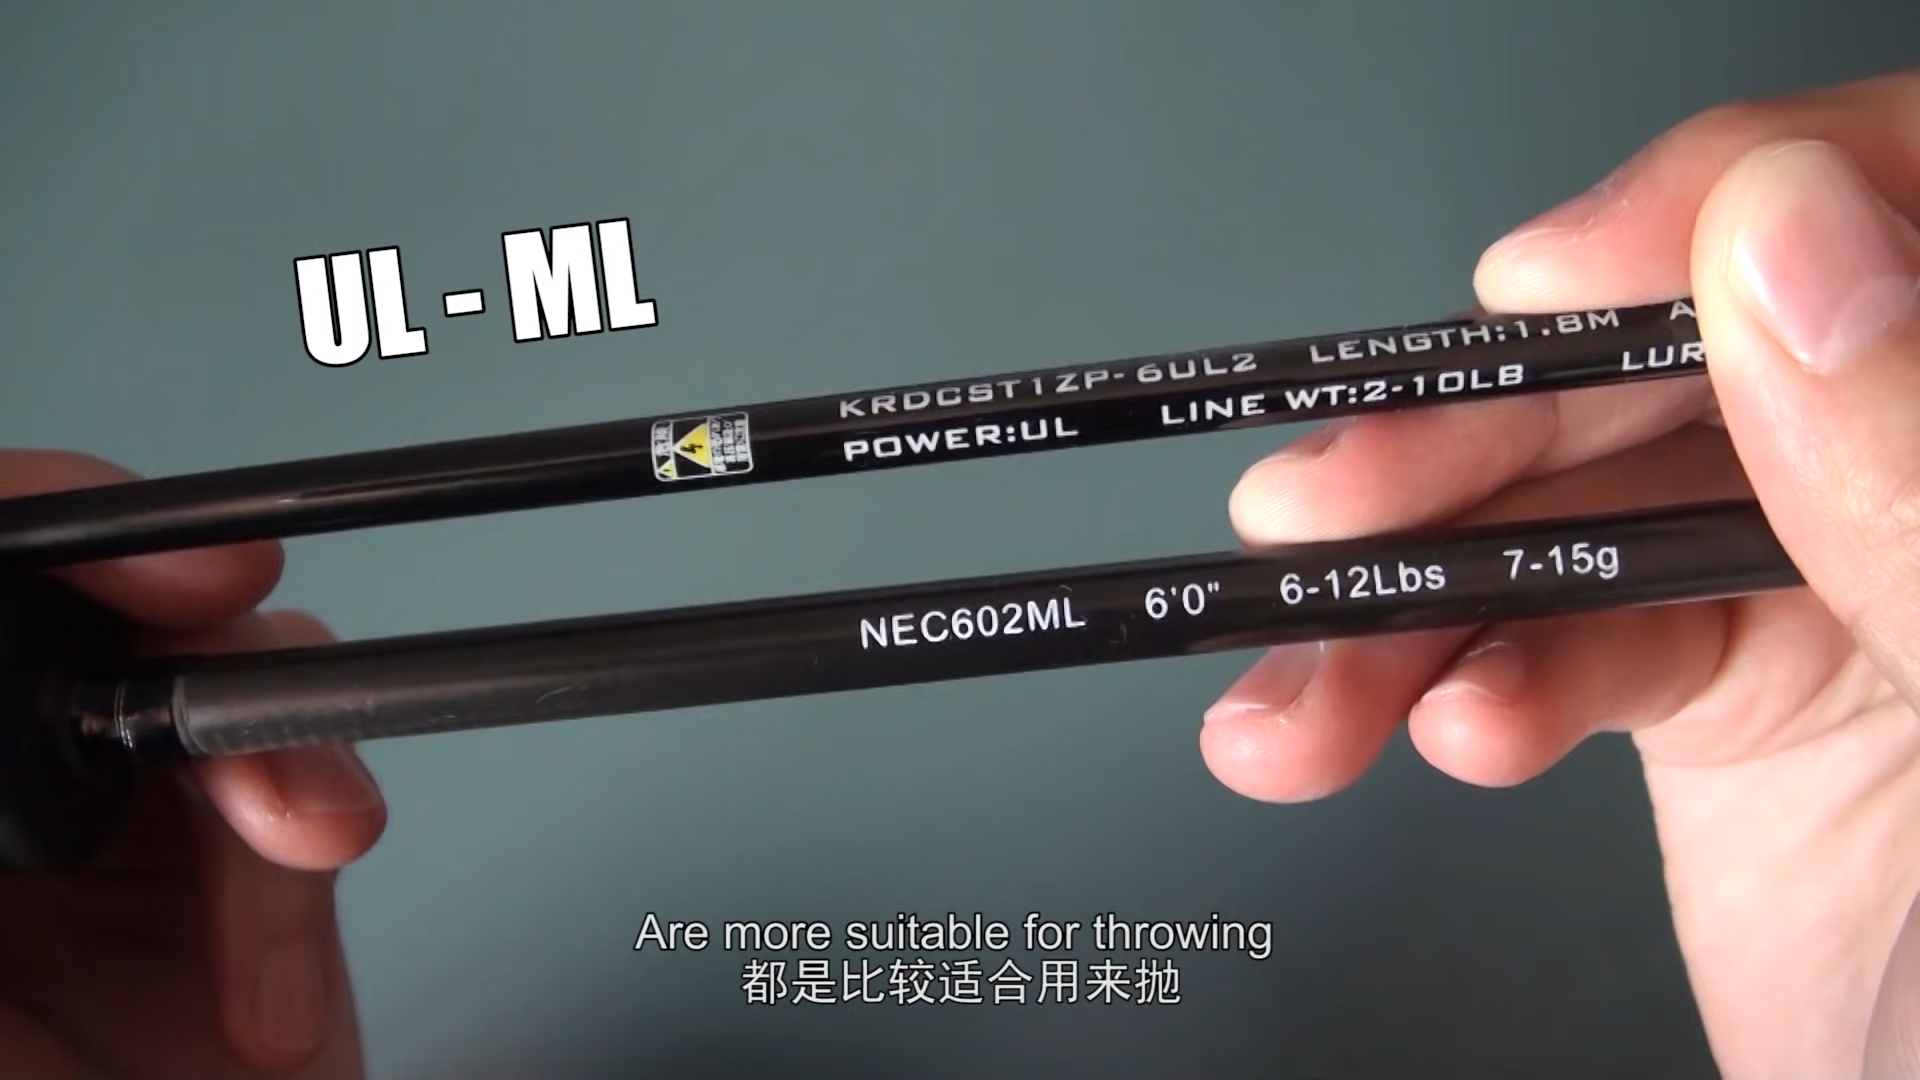 UL - ML
KRDCST1ZP-6UL2 LENGTH:1.8M
POWER:UL LINE WT:2-10LB
NEC602ML 6'0" 6-12Lbs 7-15g
Are more suitable for throwing
都是比较适合用来抛